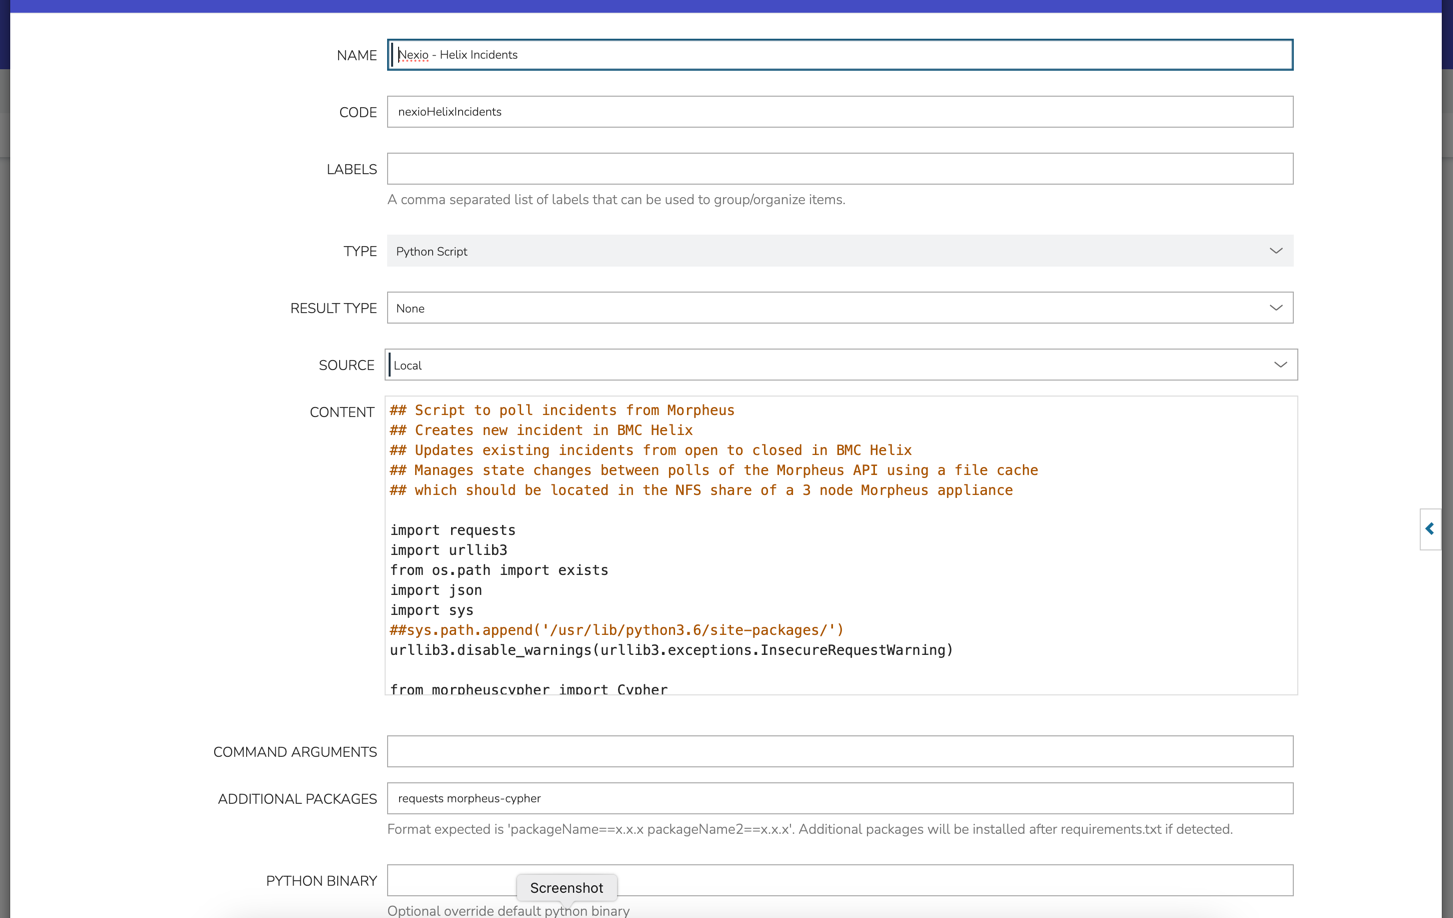 NAME
Nexio - Helix Incidents
CODE
nexioHelixIncidents
LABELS
A comma separated list of labels that can be used to group/organize items.
TYPE
Python Script
RESULT TYPE
None
SOURCE
Local
CONTENT
## Script to poll incidents from Morpheus
## Creates new incident in BMC Helix
## Updates existing incidents from open to closed in BMC Helix
## Manages state changes between polls of the Morpheus API using a file cache
## which should be located in the NFS share of a 3 node Morpheus appliance
import requests
import urllib3
from os.path import exists
import json
import sys
##sys.path.append('/usr/lib/python3.6/site-packages/')
urllib3.disable_warnings(urllib3.exceptions.InsecureRequestWarning)
from morpheuscypher import Cypher
COMMAND ARGUMENTS
ADDITIONAL PACKAGES
requests morpheus-cypher
Format expected is 'packageName==x.x.x packageName2==x.x.x'. Additional packages will be installed after requirements.txt if detected.
PYTHON BINARY
Screenshot
Optional override default python binary